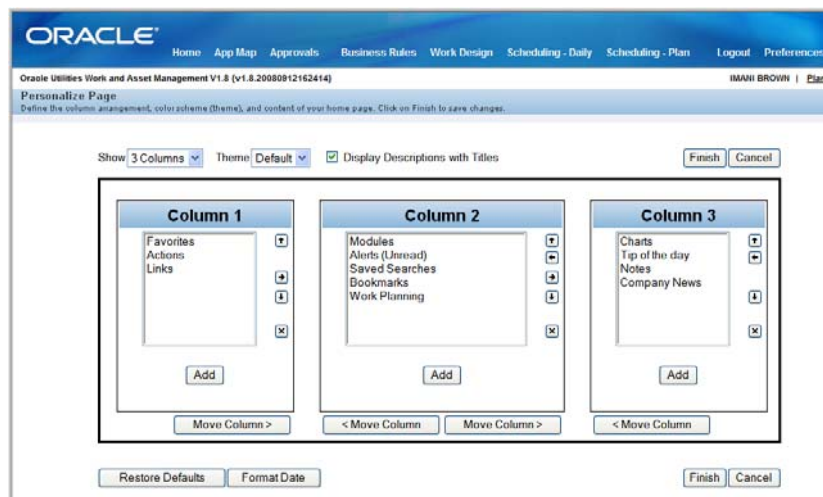 ORACLE®
Home App Map Approvals Business Rules Work Design Scheduling - Daily Scheduling - Plan Logout Preferences
Oracle Utilities Work and Asset Management V1.8 (v1.8.20080912162414) IMANI BROWN |
Personalize Page
Define the column arrangement, color scheme (theme), and content of your home page. Click on Finish to save changes.
Show 3 Columns Theme Default Display Descriptions with Titles Finish Cancel
Column 1 Column 2 Column 3
Favorites Modules Charts
Actions Alerts (Unread) Tip of the day
Links Saved Searches Notes
Bookmarks Company News
Work Planning
Add Add Add
Move Column > < Move Column Move Column > < Move Column
Restore Defaults Format Date Finish Cancel